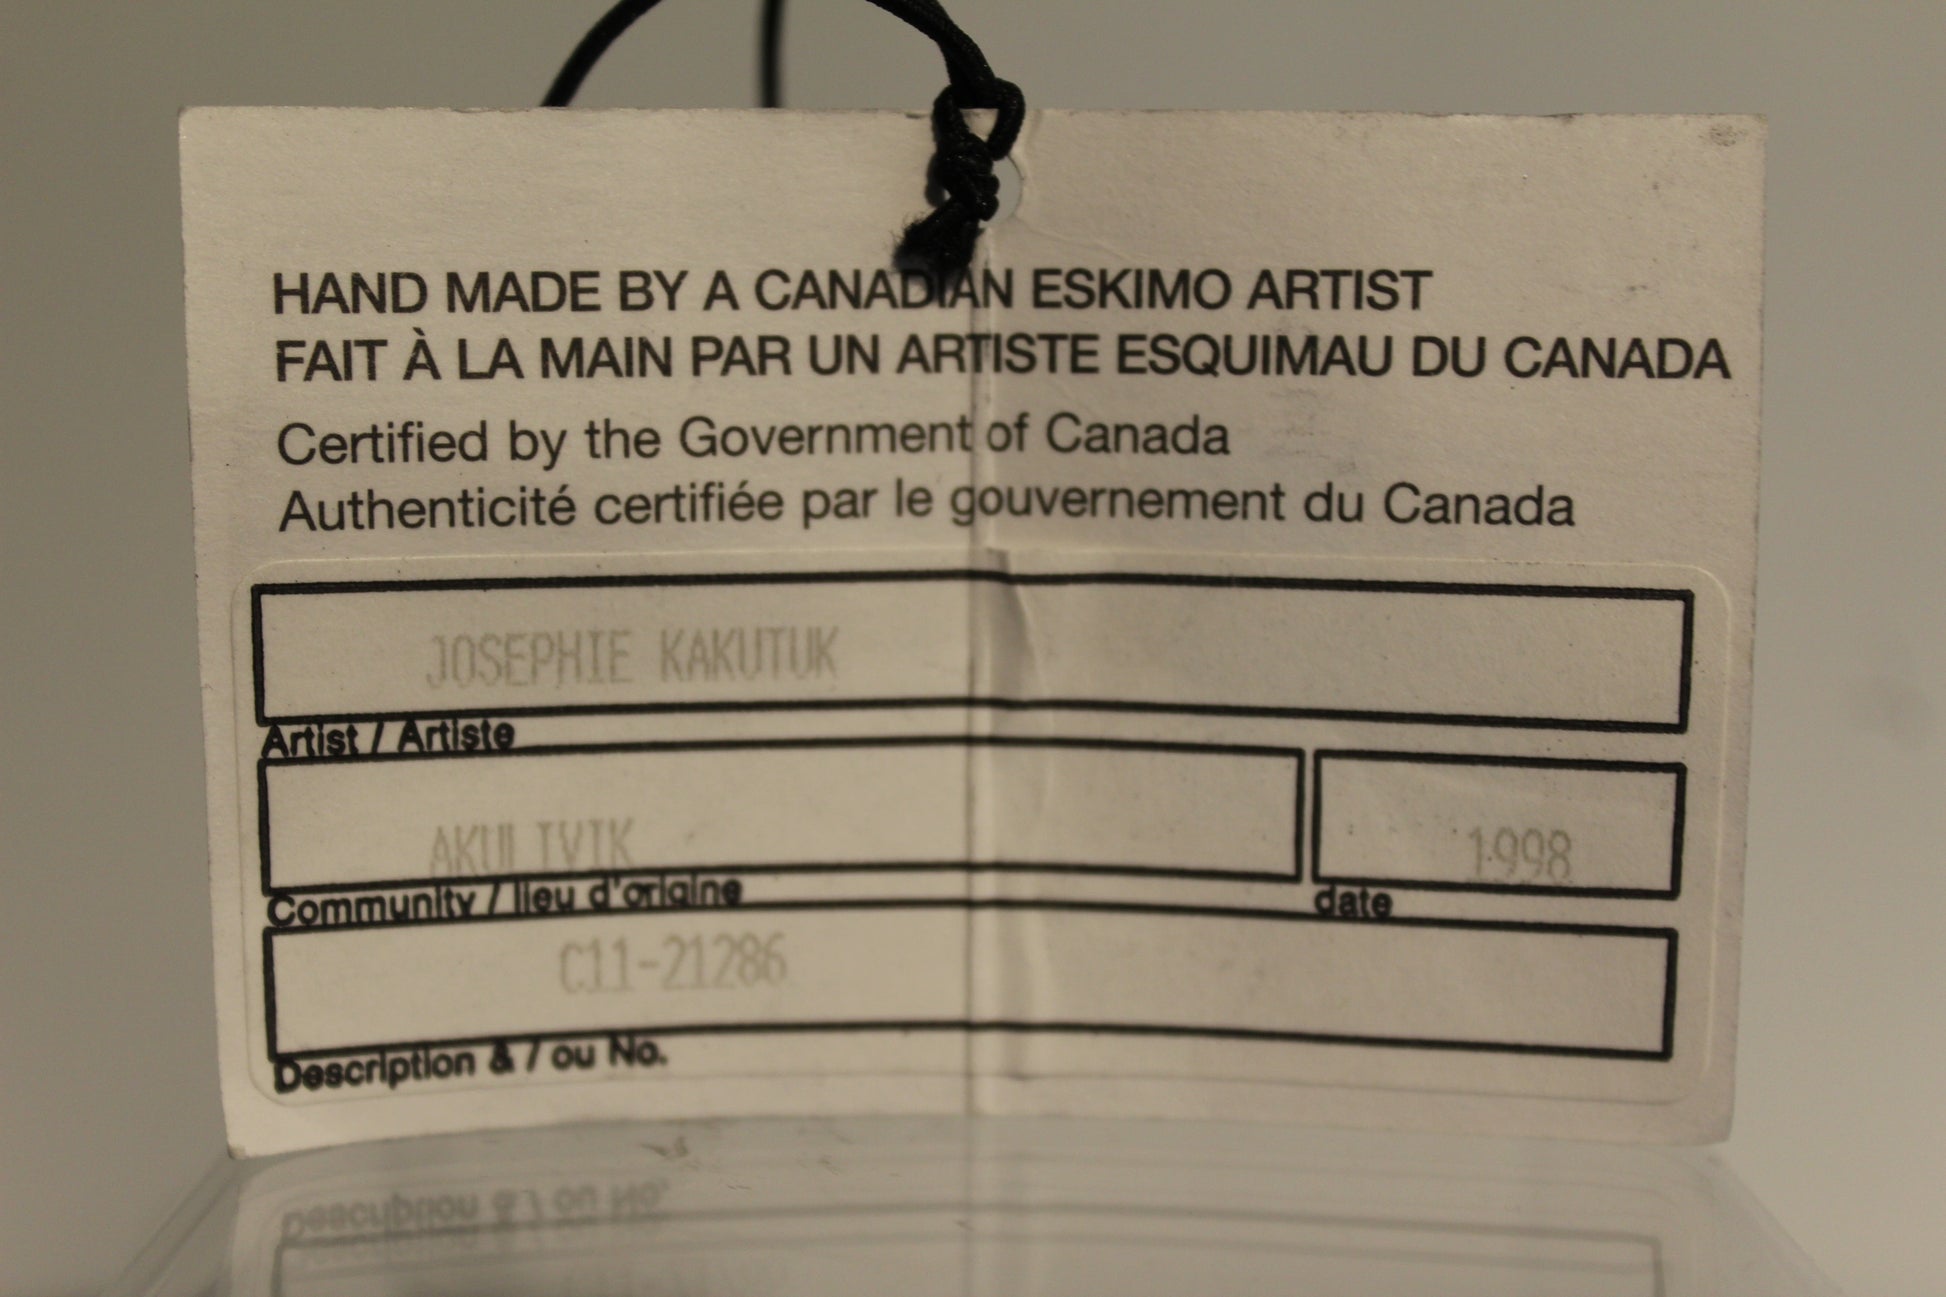 HAND MADE BY A CANADIAN ESKIMO ARTIST
FAIT À LA MAIN PAR UN ARTISTE ESQUIMAU DU CANADA
Certified by the Government of Canada
Authenticité certifiée par le gouvernement du Canada
JOSEPHIE KAKUTUK
Artist / Artiste
AKULIVIK
1998
Community / lieu d'origine
date
C11-21286
Description & / ou No.